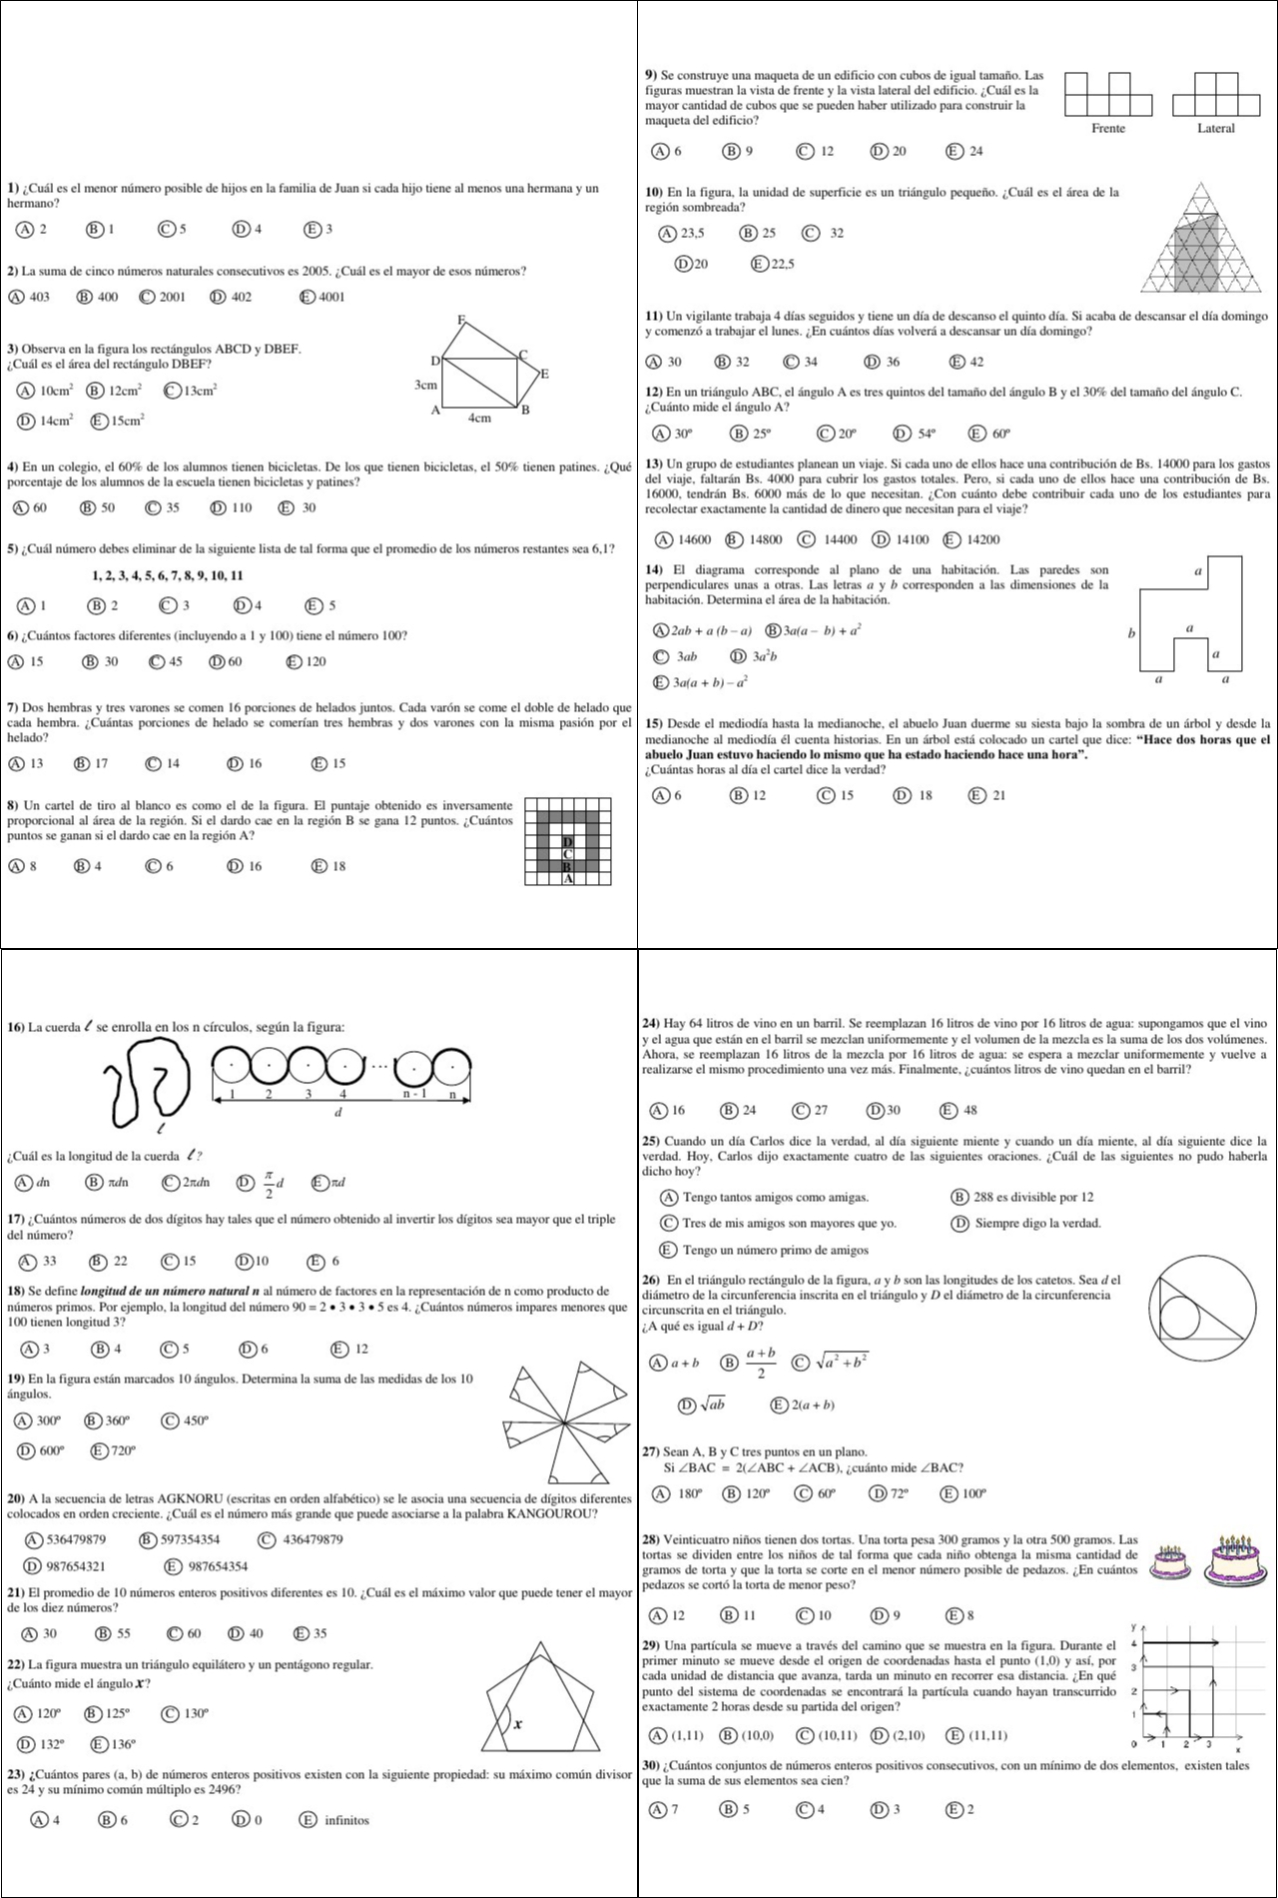 1) ¿Cuál es el menor número posible de hijos en la familia de Juan si cada hijo tiene al menos una hermana y un
hermano?
Ⓐ 2 Ⓑ 1 Ⓒ 5 Ⓓ 4 Ⓔ 3
2) La suma de cinco números naturales consecutivos es 2005. ¿Cuál es el mayor de esos números?
Ⓐ 403 Ⓑ 400 Ⓒ 2001 Ⓓ 402 Ⓔ 4001
3) Observa en la figura los rectángulos ABCD y DBEF.
¿Cuál es el área del rectángulo DBEF?
Ⓐ 10cm² Ⓑ 12cm² Ⓒ 13cm²
Ⓓ 14cm² Ⓔ 15cm²
F
D
C
E
3cm
A
B
4cm
4) En un colegio, el 60% de los alumnos tienen bicicletas. De los que tienen bicicletas, el 50% tienen patines. ¿Qué
porcentaje de los alumnos de la escuela tienen bicicletas y patines?
Ⓐ 60 Ⓑ 50 Ⓒ 35 Ⓓ 110 Ⓔ 30
5) ¿Cuál número debes eliminar de la siguiente lista de tal forma que el promedio de los números restantes sea 6,1?
1, 2, 3, 4, 5, 6, 7, 8, 9, 10, 11
Ⓐ 1 Ⓑ 2 Ⓒ 3 Ⓓ 4 Ⓔ 5
6) ¿Cuántos factores diferentes (incluyendo a 1 y 100) tiene el número 100?
Ⓐ 15 Ⓑ 30 Ⓒ 45 Ⓓ 60 Ⓔ 120
7) Dos hembras y tres varones se comen 16 porciones de helados juntos. Cada varón se come el doble de helado que
cada hembra. ¿Cuántas porciones de helado se comerían tres hembras y dos varones con la misma pasión por el
helado?
Ⓐ 13 Ⓑ 17 Ⓒ 14 Ⓓ 16 Ⓔ 15
8) Un cartel de tiro al blanco es como el de la figura. El puntaje obtenido es inversamente
proporcional al área de la región. Si el dardo cae en la región B se gana 12 puntos. ¿Cuántos
puntos se ganan si el dardo cae en la región A?
Ⓐ 8 Ⓑ 4 Ⓒ 6 Ⓓ 16 Ⓔ 18
D
C
B
A
9) Se construye una maqueta de un edificio con cubos de igual tamaño. Las
figuras muestran la vista de frente y la vista lateral del edificio. ¿Cuál es la
mayor cantidad de cubos que se pueden haber utilizado para construir la
maqueta del edificio?
Frente Lateral
Ⓐ 6 Ⓑ 9 Ⓒ 12 Ⓓ 20 Ⓔ 24
10) En la figura, la unidad de superficie es un triángulo pequeño. ¿Cuál es el área de la
región sombreada?
Ⓐ 23,5 Ⓑ 25 Ⓒ 32
Ⓓ 20 Ⓔ 22,5
11) Un vigilante trabaja 4 días seguidos y tiene un día de descanso el quinto día. Si acaba de descansar el día domingo
y comenzó a trabajar el lunes. ¿En cuántos días volverá a descansar un día domingo?
Ⓐ 30 Ⓑ 32 Ⓒ 34 Ⓓ 36 Ⓔ 42
12) En un triángulo ABC, el ángulo A es tres quintos del tamaño del ángulo B y el 30% del tamaño del ángulo C.
¿Cuánto mide el ángulo A?
Ⓐ 30º Ⓑ 25º Ⓒ 20º Ⓓ 54º Ⓔ 60º
13) Un grupo de estudiantes planean un viaje. Si cada uno de ellos hace una contribución de Bs. 14000 para los gastos
del viaje, faltarán Bs. 4000 para cubrir los gastos totales. Pero, si cada uno de ellos hace una contribución de Bs.
16000, tendrán Bs. 6000 más de lo que necesitan. ¿Con cuánto debe contribuir cada uno de los estudiantes para
recolectar exactamente la cantidad de dinero que necesitan para el viaje?
Ⓐ 14600 Ⓑ 14800 Ⓒ 14400 Ⓓ 14100 Ⓔ 14200
14) El diagrama corresponde al plano de una habitación. Las paredes son
perpendiculares unas a otras. Las letras a y b corresponden a las dimensiones de la
habitación. Determina el área de la habitación.
Ⓐ 2ab + a (b – a) Ⓑ 3a(a – b) + a²
Ⓒ 3ab Ⓓ 3a²b
Ⓔ 3a(a + b) – a²
a
b
a
a
a
a
15) Desde el mediodía hasta la medianoche, el abuelo Juan duerme su siesta bajo la sombra de un árbol y desde la
medianoche al mediodía él cuenta historias. En un árbol está colocado un cartel que dice: “Hace dos horas que el
abuelo Juan estuvo haciendo lo mismo que ha estado haciendo hace una hora”.
¿Cuántas horas al día el cartel dice la verdad?
Ⓐ 6 Ⓑ 12 Ⓒ 15 Ⓓ 18 Ⓔ 21
16) La cuerda ℓ se enrolla en los n círculos, según la figura:
1 2 3 4 ... n - 1 n
d
ℓ
¿Cuál es la longitud de la cuerda ℓ ?
Ⓐ dn Ⓑ πdn Ⓒ 2πdn Ⓓ π/2 d Ⓔ πd
17) ¿Cuántos números de dos dígitos hay tales que el número obtenido al invertir los dígitos sea mayor que el triple
del número?
Ⓐ 33 Ⓑ 22 Ⓒ 15 Ⓓ 10 Ⓔ 6
18) Se define longitud de un número natural n al número de factores en la representación de n como producto de
números primos. Por ejemplo, la longitud del número 90 = 2 • 3 • 3 • 5 es 4. ¿Cuántos números impares menores que
100 tienen longitud 3?
Ⓐ 3 Ⓑ 4 Ⓒ 5 Ⓓ 6 Ⓔ 12
19) En la figura están marcados 10 ángulos. Determina la suma de las medidas de los 10
ángulos.
Ⓐ 300º Ⓑ 360º Ⓒ 450º
Ⓓ 600º Ⓔ 720º
20) A la secuencia de letras AGKNORU (escritas en orden alfabético) se le asocia una secuencia de dígitos diferentes
colocados en orden creciente. ¿Cuál es el número más grande que puede asociarse a la palabra KANGOUROU?
Ⓐ 536479879 Ⓑ 597354354 Ⓒ 436479879
Ⓓ 987654321 Ⓔ 987654354
21) El promedio de 10 números enteros positivos diferentes es 10. ¿Cuál es el máximo valor que puede tener el mayor
de los diez números?
Ⓐ 30 Ⓑ 55 Ⓒ 60 Ⓓ 40 Ⓔ 35
22) La figura muestra un triángulo equilátero y un pentágono regular.
¿Cuánto mide el ángulo x?
Ⓐ 120º Ⓑ 125º Ⓒ 130º
Ⓓ 132º Ⓔ 136º
x
23) ¿Cuántos pares (a, b) de números enteros positivos existen con la siguiente propiedad: su máximo común divisor
es 24 y su mínimo común múltiplo es 2496?
Ⓐ 4 Ⓑ 6 Ⓒ 2 Ⓓ 0 Ⓔ infinitos
24) Hay 64 litros de vino en un barril. Se reemplazan 16 litros de vino por 16 litros de agua: supongamos que el vino
y el agua que están en el barril se mezclan uniformemente y el volumen de la mezcla es la suma de los dos volúmenes.
Ahora, se reemplazan 16 litros de la mezcla por 16 litros de agua: se espera a mezclar uniformemente y vuelve a
realizarse el mismo procedimiento una vez más. Finalmente, ¿cuántos litros de vino quedan en el barril?
Ⓐ 16 Ⓑ 24 Ⓒ 27 Ⓓ 30 Ⓔ 48
25) Cuando un día Carlos dice la verdad, al día siguiente miente y cuando un día miente, al día siguiente dice la
verdad. Hoy, Carlos dijo exactamente cuatro de las siguientes oraciones. ¿Cuál de las siguientes no pudo haberla
dicho hoy?
Ⓐ Tengo tantos amigos como amigas. Ⓑ 288 es divisible por 12
Ⓒ Tres de mis amigos son mayores que yo. Ⓓ Siempre digo la verdad.
Ⓔ Tengo un número primo de amigos
26) En el triángulo rectángulo de la figura, a y b son las longitudes de los catetos. Sea d el
diámetro de la circunferencia inscrita en el triángulo y D el diámetro de la circunferencia
circunscrita en el triángulo.
¿A qué es igual d + D?
Ⓐ a + b Ⓑ (a + b)/2 Ⓒ √(a² + b²)
Ⓓ √ab Ⓔ 2(a + b)
27) Sean A, B y C tres puntos en un plano.
Si ∠BAC = 2(∠ABC + ∠ACB), ¿cuánto mide ∠BAC?
Ⓐ 180º Ⓑ 120º Ⓒ 60º Ⓓ 72º Ⓔ 100º
28) Veinticuatro niños tienen dos tortas. Una torta pesa 300 gramos y la otra 500 gramos. Las
tortas se dividen entre los niños de tal forma que cada niño obtenga la misma cantidad de
gramos de torta y que la torta se corte en el menor número posible de pedazos. ¿En cuántos
pedazos se cortó la torta de menor peso?
Ⓐ 12 Ⓑ 11 Ⓒ 10 Ⓓ 9 Ⓔ 8
29) Una partícula se mueve a través del camino que se muestra en la figura. Durante el
primer minuto se mueve desde el origen de coordenadas hasta el punto (1,0) y así, por
cada unidad de distancia que avanza, tarda un minuto en recorrer esa distancia. ¿En qué
punto del sistema de coordenadas se encontrará la partícula cuando hayan transcurrido
exactamente 2 horas desde su partida del origen?
Ⓐ (1,11) Ⓑ (10,0) Ⓒ (10,11) Ⓓ (2,10) Ⓔ (11,11)
y
4
3
2
1
0 1 2 3
x
30) ¿Cuántos conjuntos de números enteros positivos consecutivos, con un mínimo de dos elementos, existen tales
que la suma de sus elementos sea cien?
Ⓐ 7 Ⓑ 5 Ⓒ 4 Ⓓ 3 Ⓔ 2